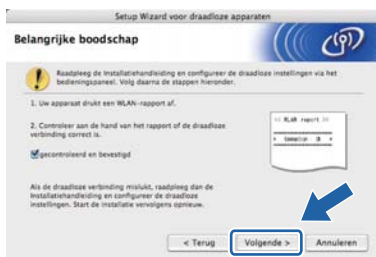 Setup Wizard voor draadloze apparaten
Belangrijke boodschap
Raadpleeg de Installatiehandleiding en configureer de draadloze instellingen via het
bedieningspaneel. Volg daarna de stappen hieronder.
1. Uw apparaat drukt een WLAN-rapport af.
2. Controleer aan de hand van het rapport of de draadloze
verbinding correct is.
gecontroleerd en bevestigd
<< WLAN report >>
Connection : OK
Als de draadloze verbinding mislukt, raadpleeg dan de
Installatiehandleiding en configureer de draadloze
instellingen. Start de installatie vervolgens opnieuw.
< Terug
Volgende >
Annuleren